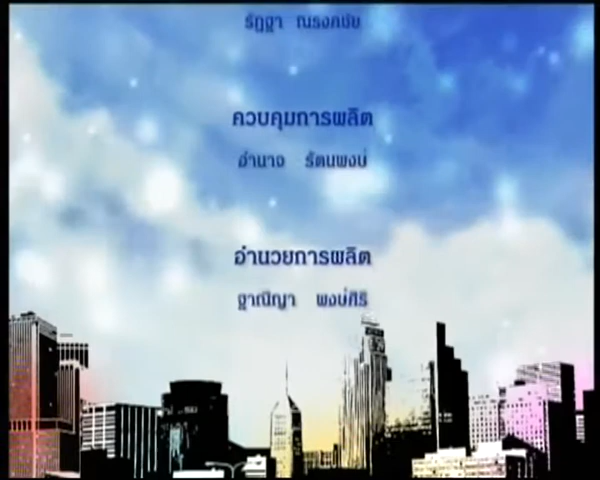 รัฏฐา ณรงคชัย
ควบคุมการผลิต
อำนาจ รัตนพงษ์
อำนวยการผลิต
ฐาณิญา พงษ์ศิริ